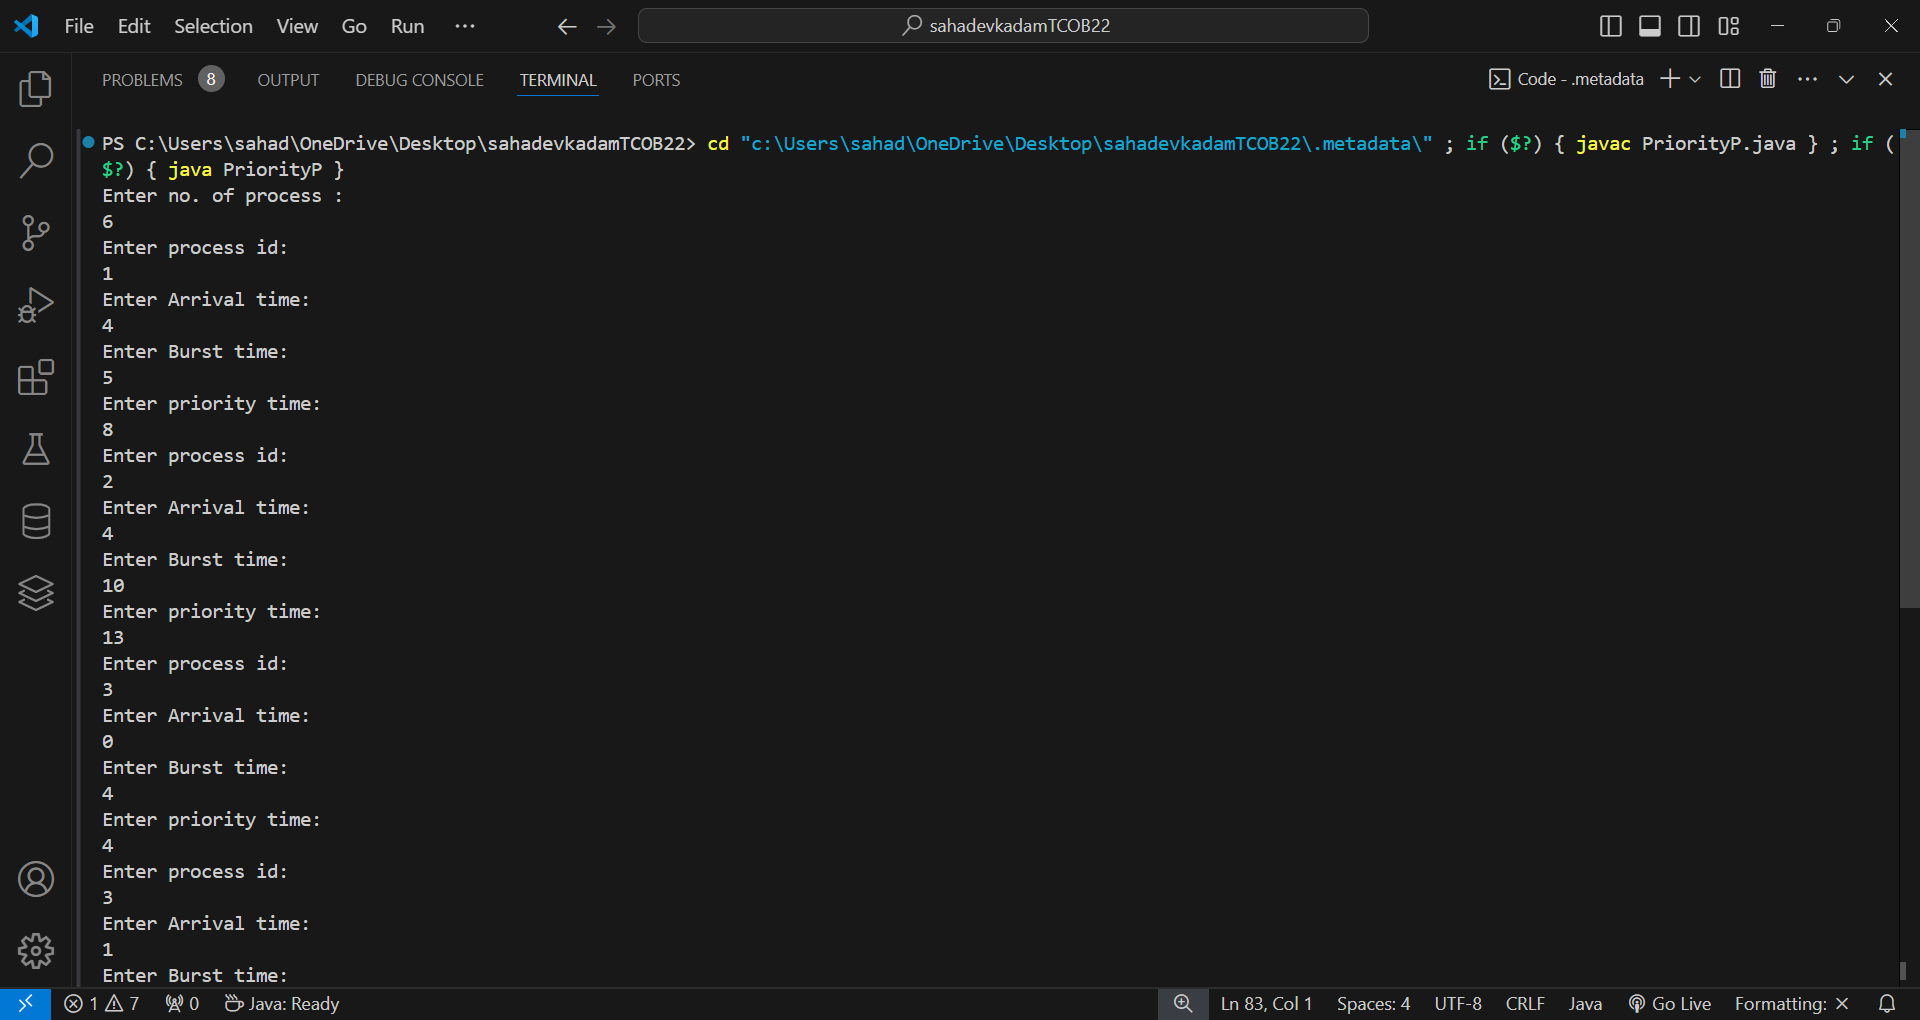 File Edit Selection View Go Run ··· sahadevkadamTCOB22
PROBLEMS 8 OUTPUT DEBUG CONSOLE TERMINAL PORTS Code - .metadata
PS C:\Users\sahad\OneDrive\Desktop\sahadevkadamTCOB22> cd "c:\Users\sahad\OneDrive\Desktop\sahadevkadamTCOB22\.metadata\" ; if ($?) { javac PriorityP.java } ; if (
$?) { java PriorityP }
Enter no. of process :
6
Enter process id:
1
Enter Arrival time:
4
Enter Burst time:
5
Enter priority time:
8
Enter process id:
2
Enter Arrival time:
4
Enter Burst time:
10
Enter priority time:
13
Enter process id:
3
Enter Arrival time:
0
Enter Burst time:
4
Enter priority time:
4
Enter process id:
3
Enter Arrival time:
1
Enter Burst time:
1 7 0 Java: Ready Ln 83, Col 1 Spaces: 4 UTF-8 CRLF Java Go Live Formatting: ×